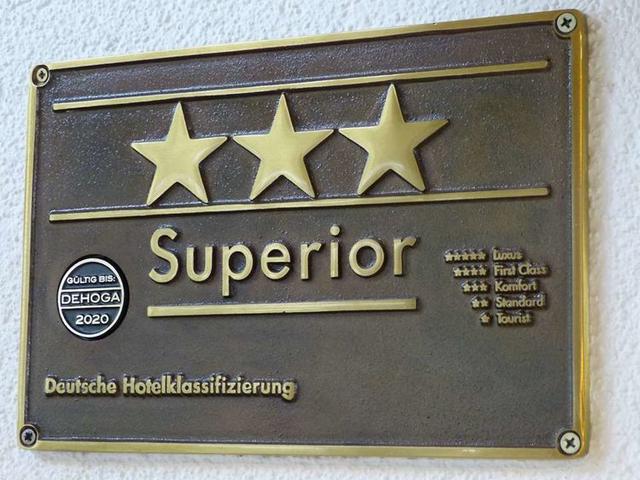 Superior
GÜLTIG BIS:
DEHOGA
2020
Luxus
First Class
Komfort
Standard
Tourist
Deutsche Hotelklassifizierung